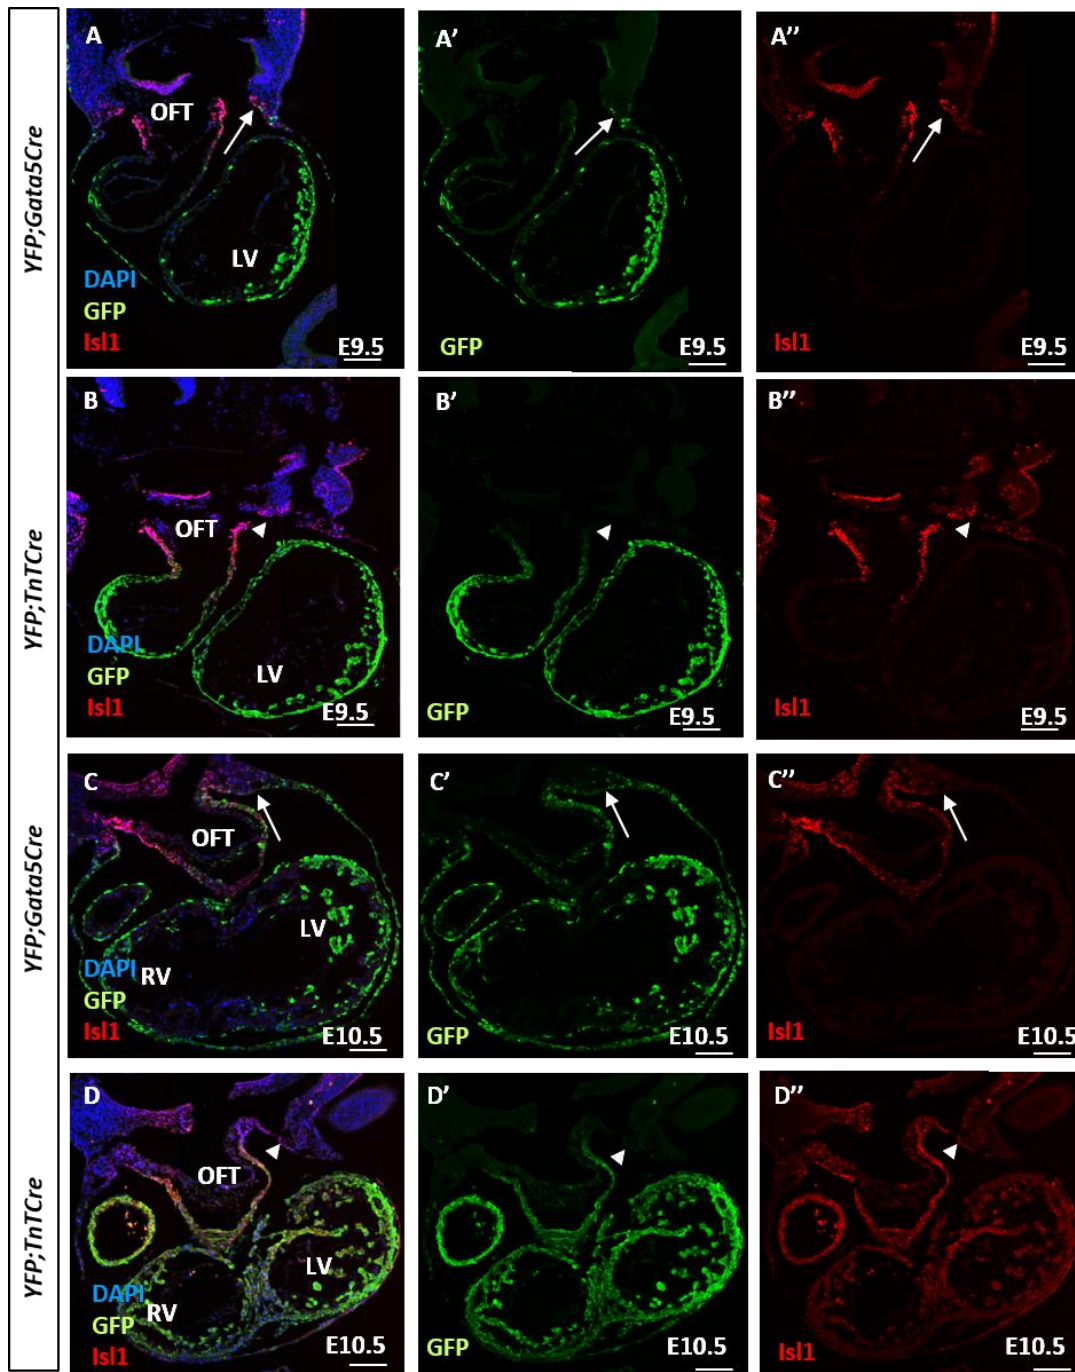 YFP;Gata5Cre
A
OFT
LV
DAPI
GFP
Isl1
E9.5
A'
GFP
E9.5
A''
Isl1
E9.5
YFP;TnTCre
B
OFT
DAPI
LV
GFP
Isl1
E9.5
B'
GFP
E9.5
B''
Isl1
E9.5
YFP;Gata5Cre
C
OFT
LV
DAPI
RV
GFP
Isl1
E10.5
C'
GFP
E10.5
C''
Isl1
E10.5
YFP;TnTCre
D
OFT
LV
DAPI
RV
GFP
Isl1
E10.5
D'
GFP
E10.5
D''
Isl1
E10.5